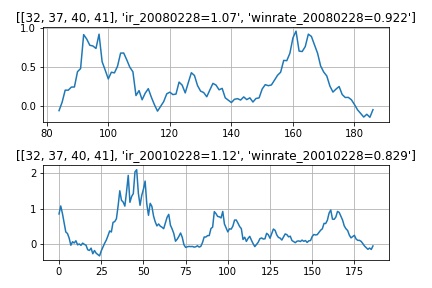 [[32, 37, 40, 41], 'ir_20080228=1.07', 'winrate_20080228=0.922']
1.0
0.5
0.0
80 100 120 140 160 180
[[32, 37, 40, 41], 'ir_20010228=1.12', 'winrate_20010228=0.829']
2
1
0
0 25 50 75 100 125 150 175